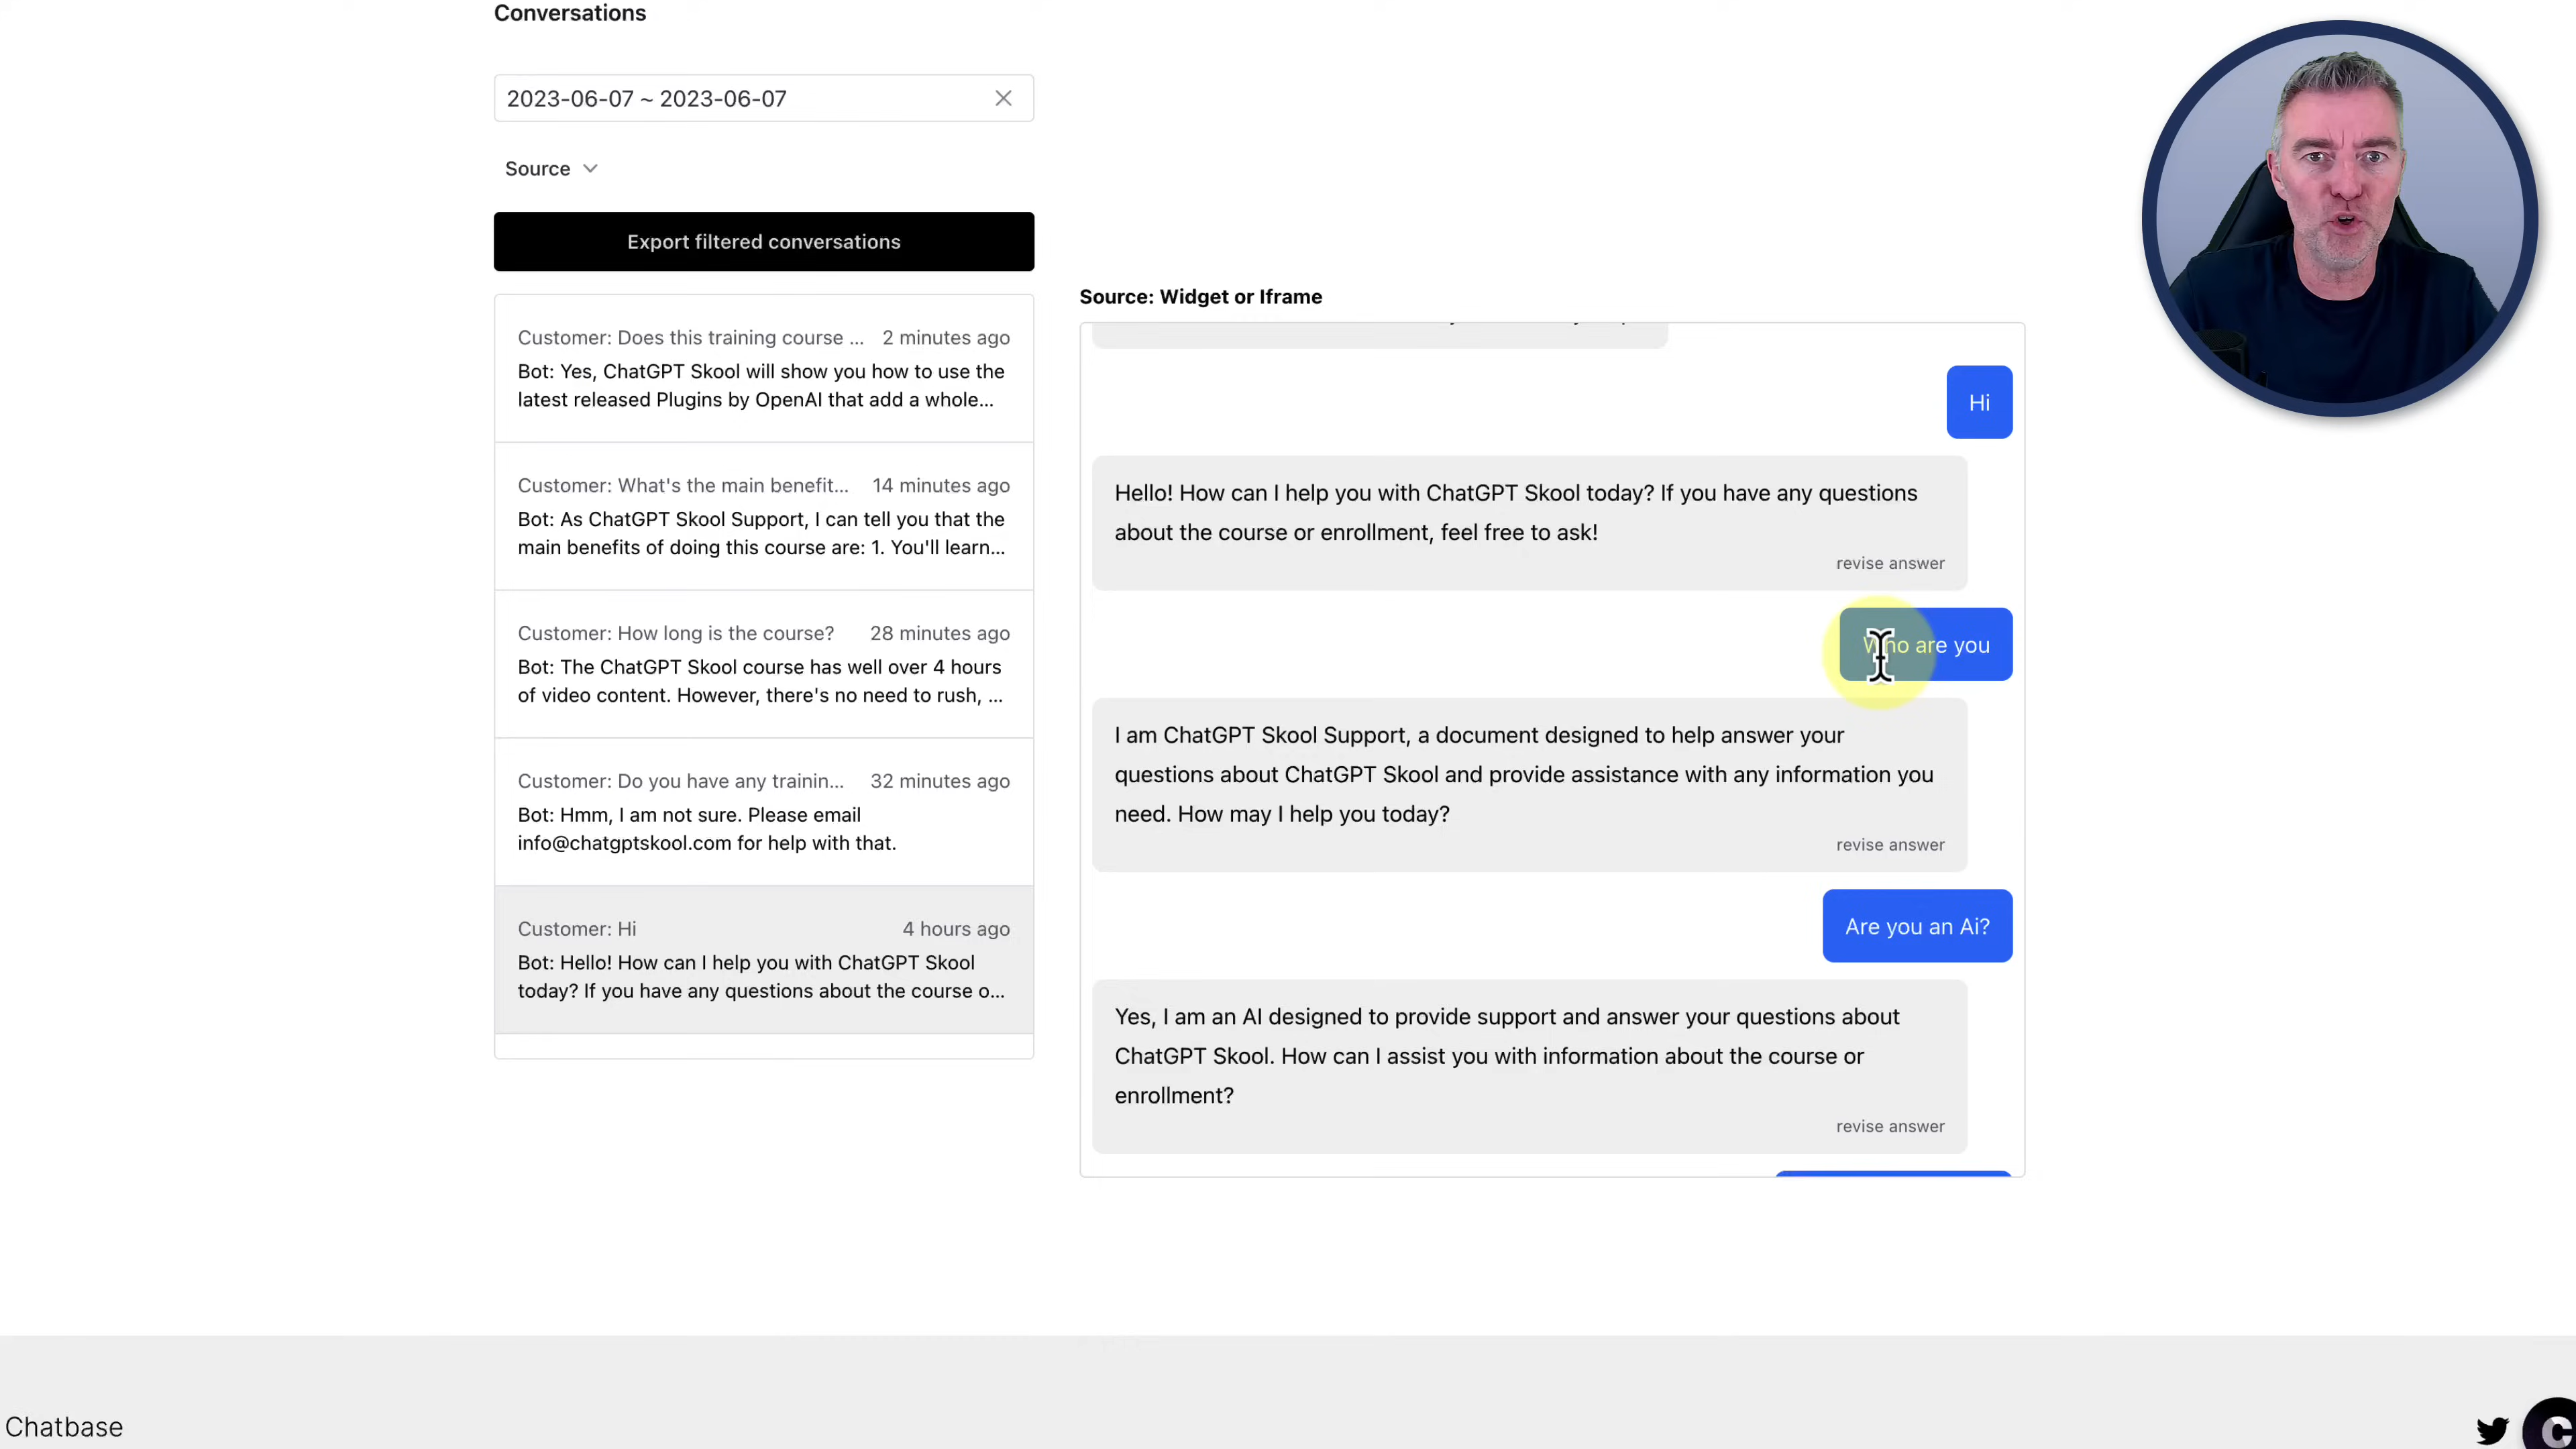 Conversations
2023-06-07 ~ 2023-06-07
Source
Export filtered conversations
Customer: Does this training course ... 2 minutes ago
Bot: Yes, ChatGPT Skool will show you how to use the
latest released Plugins by OpenAI that add a whole...
Customer: What's the main benefit... 14 minutes ago
Bot: As ChatGPT Skool Support, I can tell you that the
main benefits of doing this course are: 1. You'll learn...
Customer: How long is the course? 28 minutes ago
Bot: The ChatGPT Skool course has well over 4 hours
of video content. However, there's no need to rush, ...
Customer: Do you have any trainin... 32 minutes ago
Bot: Hmm, I am not sure. Please email
info@chatgptskool.com for help with that.
Customer: Hi 4 hours ago
Bot: Hello! How can I help you with ChatGPT Skool
today? If you have any questions about the course o...
Source: Widget or Iframe
Hi
Hello! How can I help you with ChatGPT Skool today? If you have any questions
about the course or enrollment, feel free to ask!
revise answer
Who are you
I am ChatGPT Skool Support, a document designed to help answer your
questions about ChatGPT Skool and provide assistance with any information you
need. How may I help you today?
revise answer
Are you an Ai?
Yes, I am an AI designed to provide support and answer your questions about
ChatGPT Skool. How can I assist you with information about the course or
enrollment?
revise answer
Chatbase